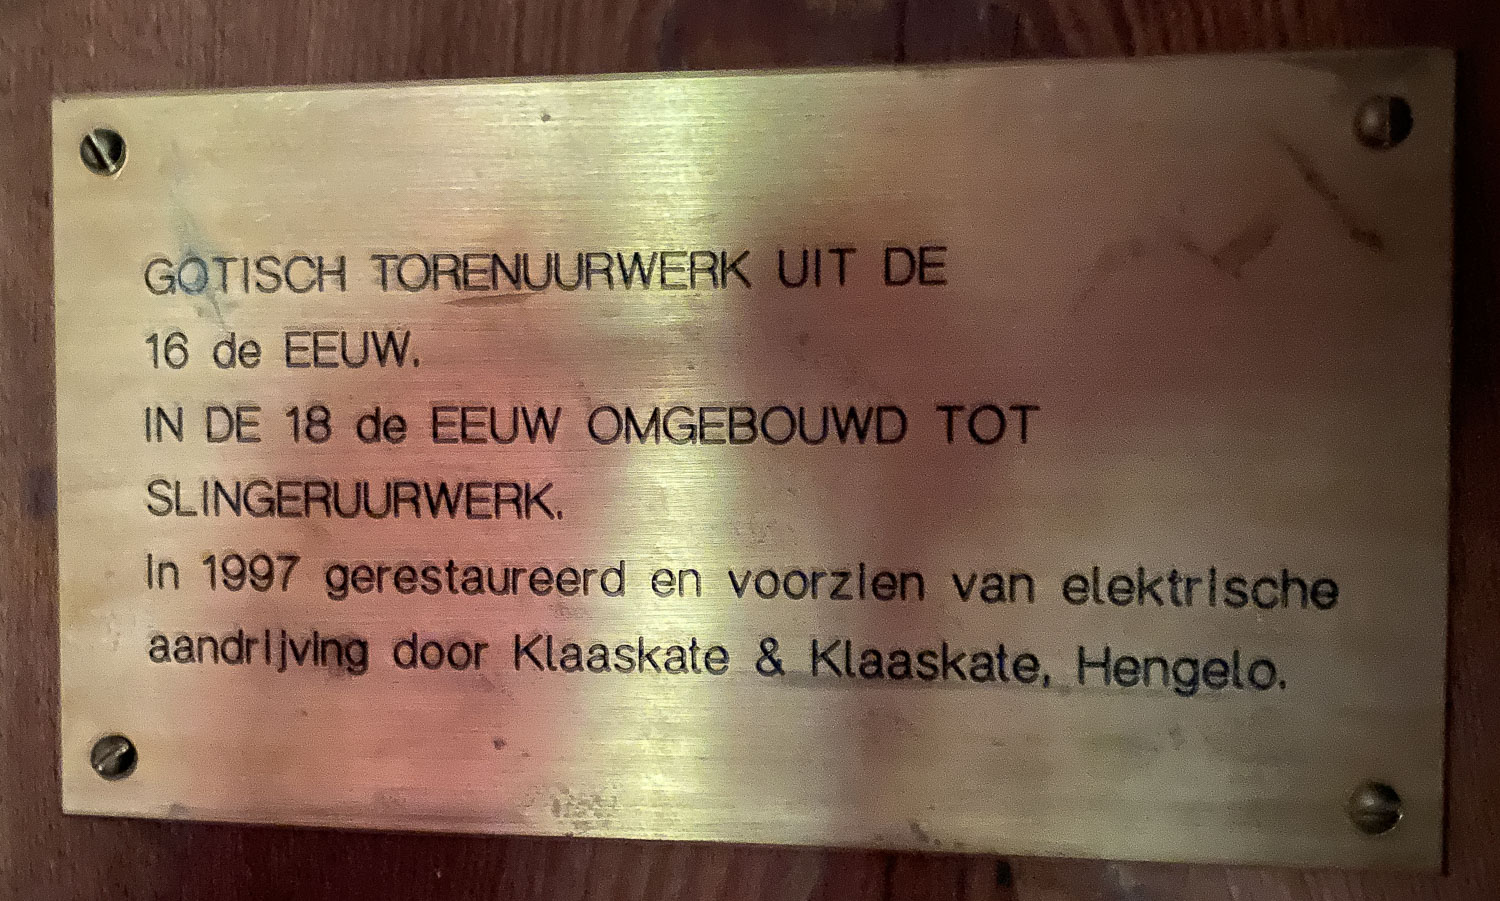 GOTISCH TORENUURWERK UIT DE
16 de EEUW.
IN DE 18 de EEUW OMGEBOUWD TOT
SLINGERUURWERK.
In 1997 gerestaureerd en voorzien van elektrische
aandrijving door Klaaskate & Klaaskate, Hengelo.